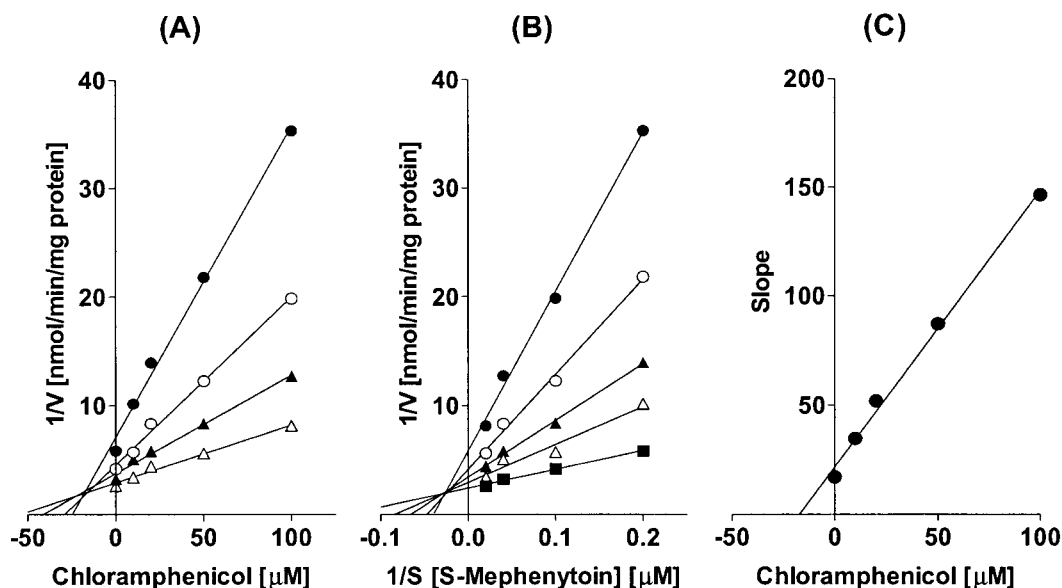 (A)
1/V [nmol/min/mg protein]
40
30
20
10
-50
0
50
100
Chloramphenicol [µM]
(B)
1/V [nmol/min/mg protein]
40
30
20
10
-0.1
0.0
0.1
0.2
1/S [S-Mephenytoin] [µM]
(C)
Slope
200
150
100
50
-50
0
50
100
Chloramphenicol [µM]